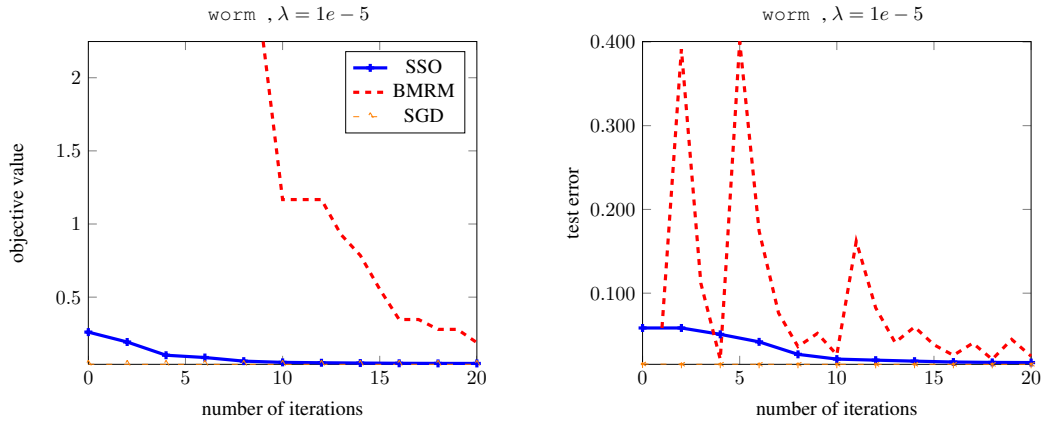 worm , λ = 1e − 5
2
1.5
1
0.5
0
5
10
15
20
objective value
number of iterations
SSO
BMRM
SGD
worm , λ = 1e − 5
0.400
0.300
0.200
0.100
0
5
10
15
20
test error
number of iterations